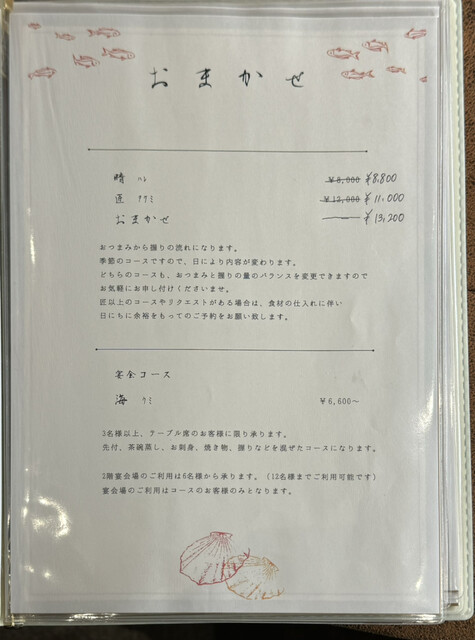 おまかせ
晴 ハレ ¥8,000 ¥8,800
匠 タクミ ¥12,000 ¥11,000
おまかせ ¥13,200
おつまみから握りの流れになります。
季節のコースですので、日により内容が変わります。
どちらのコースも、おつまみと握りの量のバランスを変更できますので
お気軽にお申し付けくださいませ。
匠以上のコースやリクエストがある場合は、食材の仕入れに伴い
日にちに余裕をもってのご予約をお願い致します。
宴会コース
海 ウミ ¥6,600~
3名様以上、テーブル席のお客様に限り承ります。
先付、茶碗蒸し、お刺身、焼き物、握りなどを混ぜたコースになります。
2階宴会場のご利用は6名様から承ります。(12名様までご利用可能です)
宴会場のご利用はコースのお客様のみとなります。